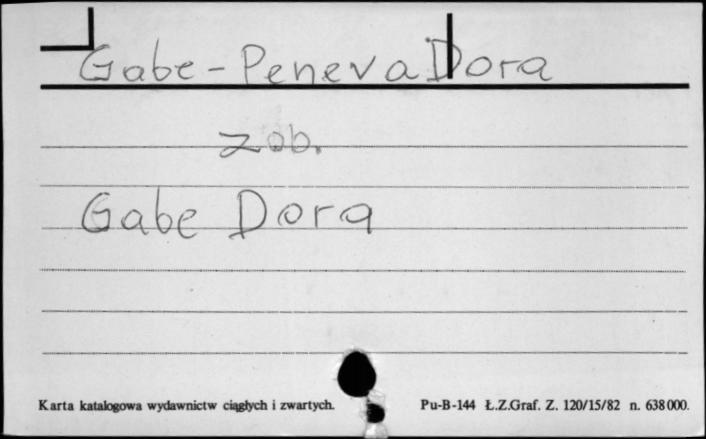 Gabe-Peneva Dora
zob.
Gabe Dora
Karta katalogowa wydawnictw ciągłych i zwartych. Pu-B-144 Ł.Z.Graf. Z. 120/15/82 n. 638000.